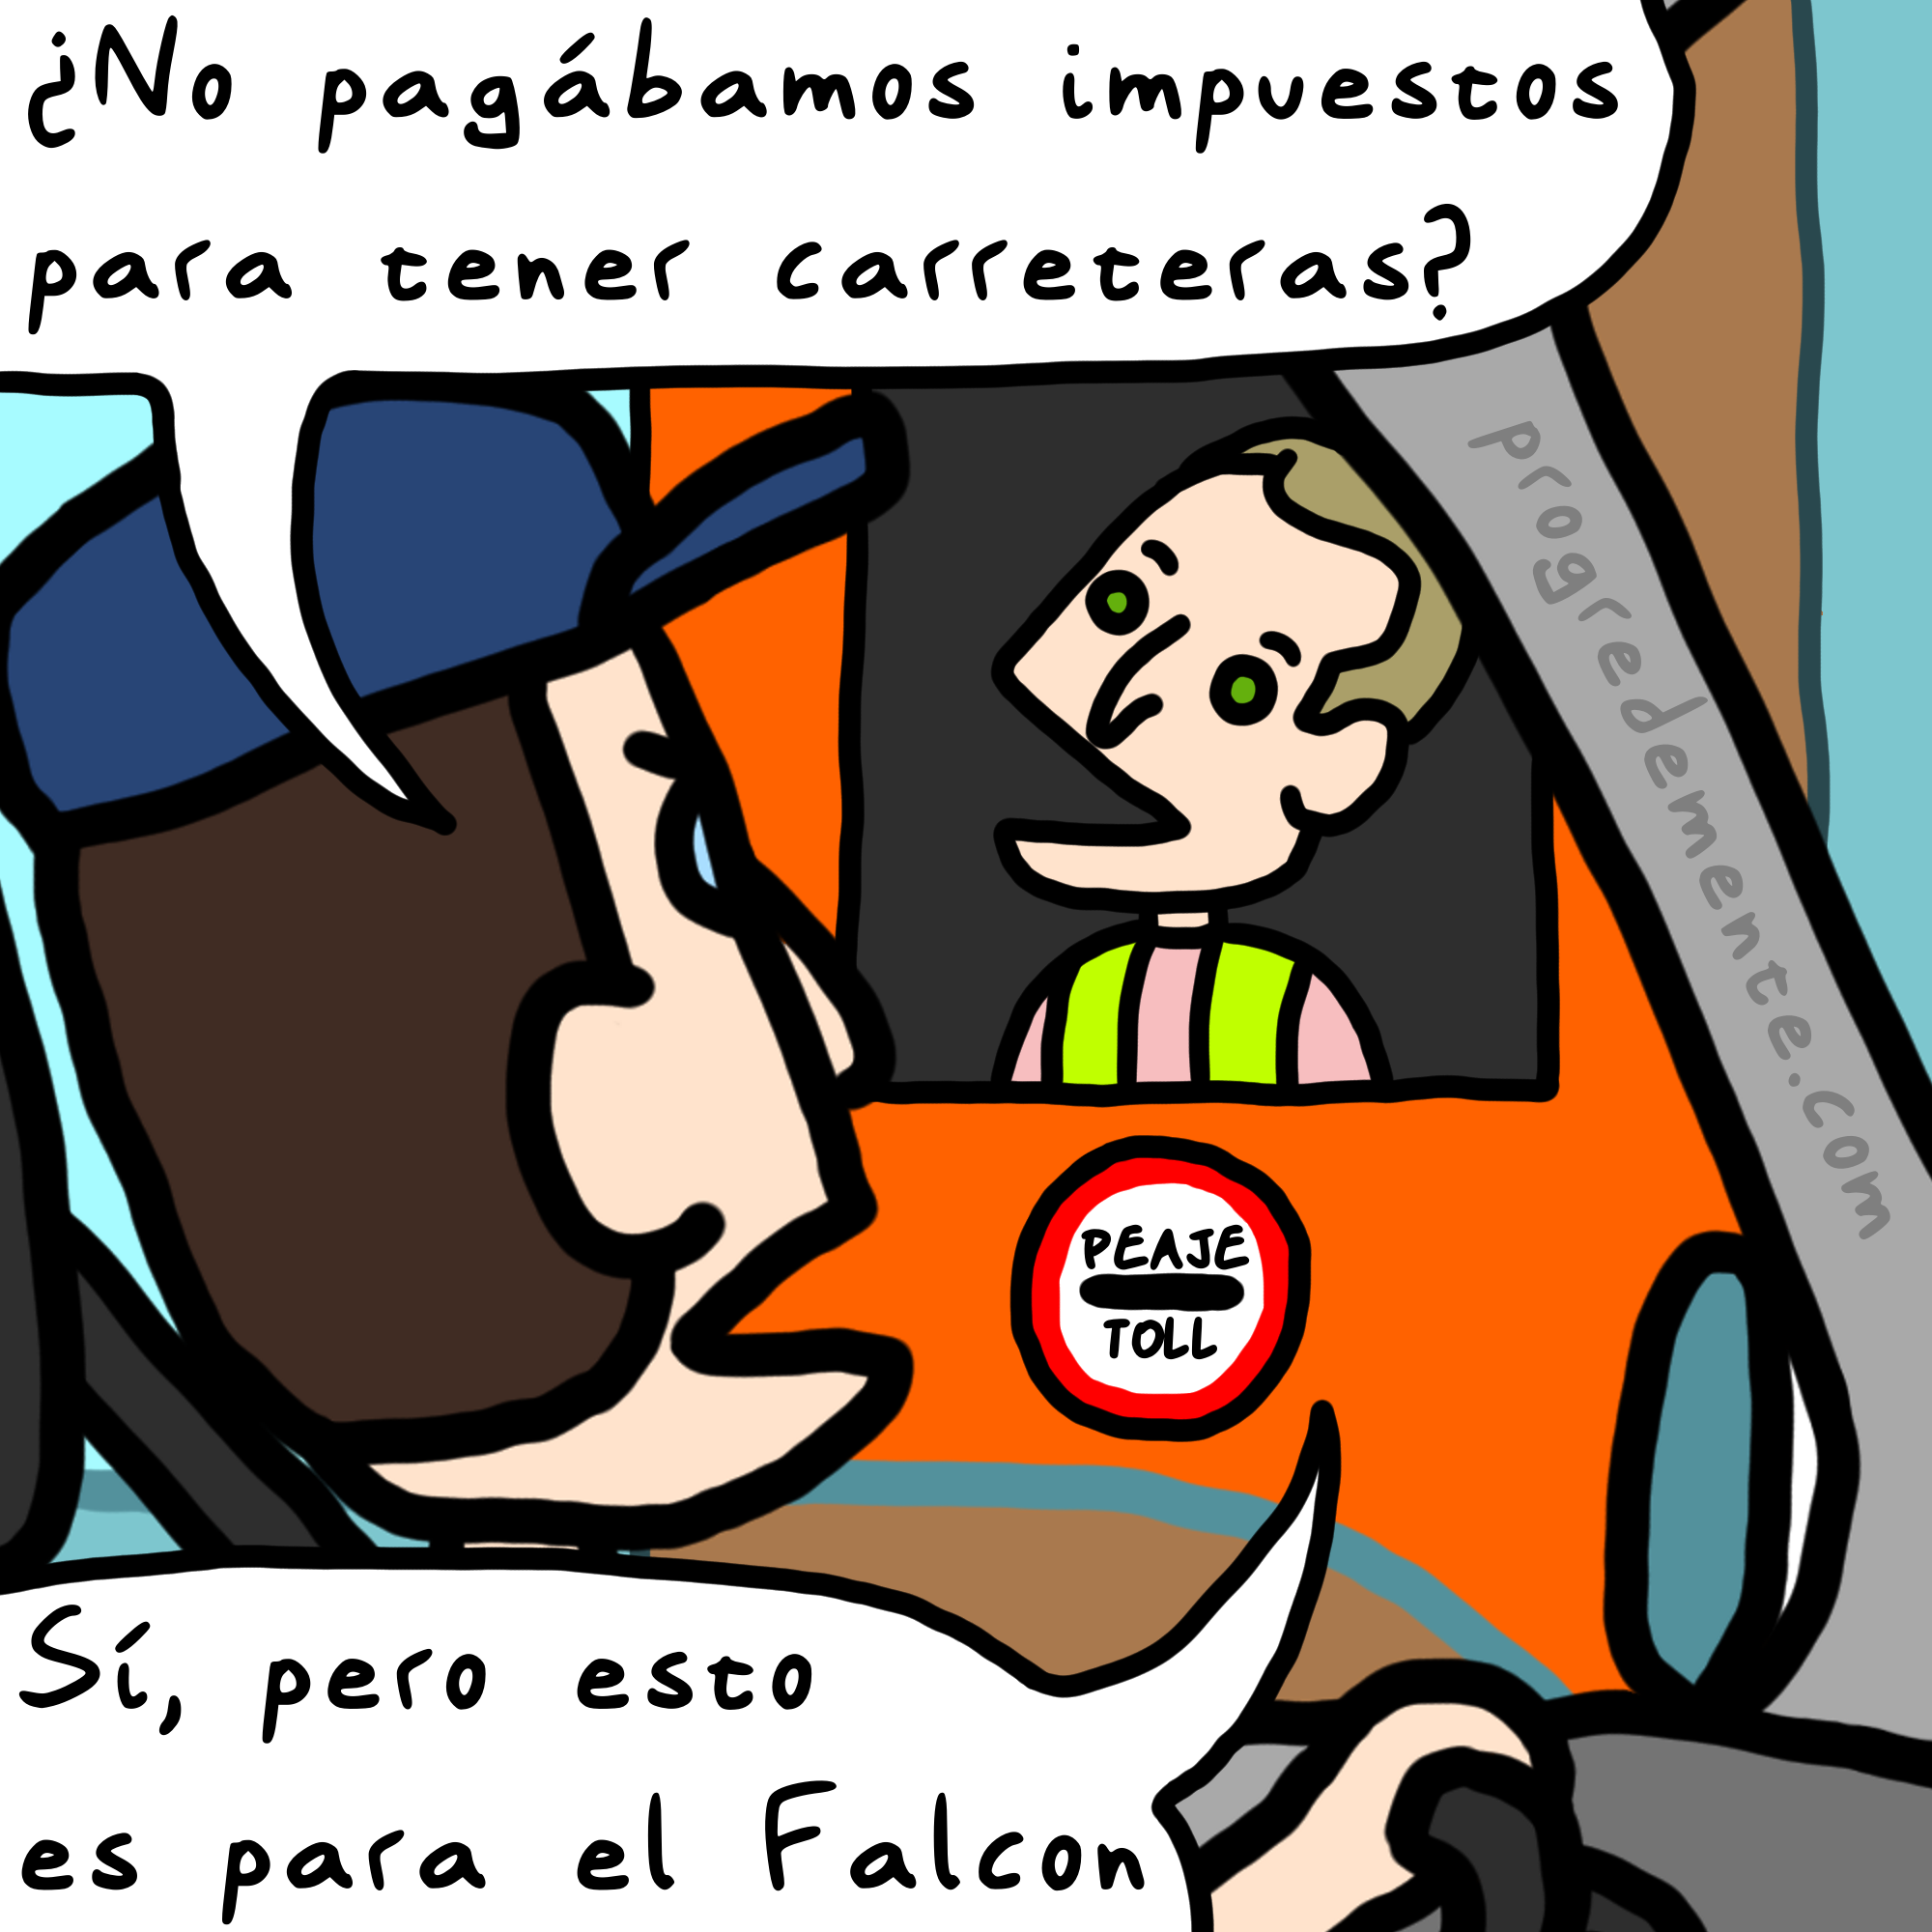 ¿No pagábamos impuestos
para tener carreteras?
progredemente.com
PEAJE
TOLL
Sí, pero esto
es para el Falcon